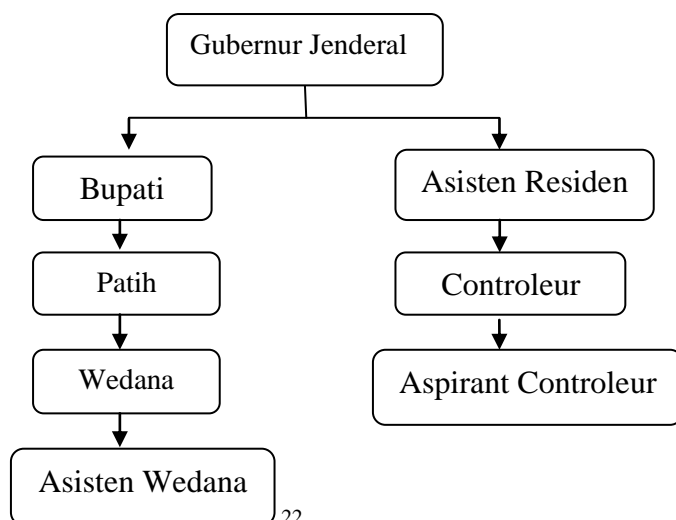 Gubernur Jenderal
Bupati
Asisten Residen
Patih
Controleur
Wedana
Aspirant Controleur
Asisten Wedana
22